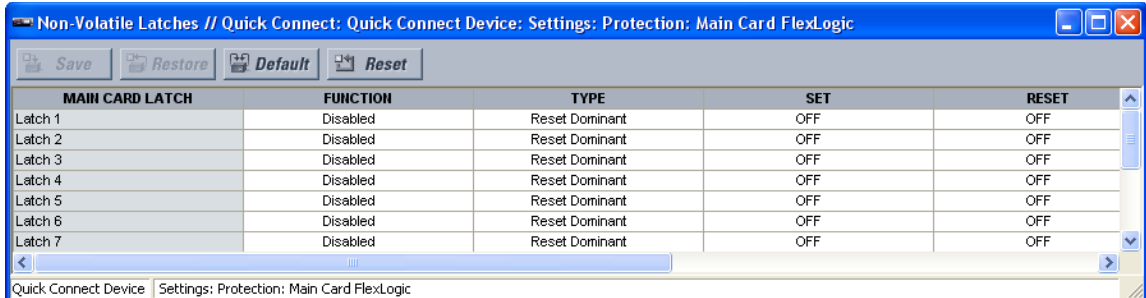 Non-Volatile Latches // Quick Connect: Quick Connect Device: Settings: Protection: Main Card FlexLogic
Save Restore Default Reset
MAIN CARD LATCH FUNCTION TYPE SET RESET
Latch 1 Disabled Reset Dominant OFF OFF
Latch 2 Disabled Reset Dominant OFF OFF
Latch 3 Disabled Reset Dominant OFF OFF
Latch 4 Disabled Reset Dominant OFF OFF
Latch 5 Disabled Reset Dominant OFF OFF
Latch 6 Disabled Reset Dominant OFF OFF
Latch 7 Disabled Reset Dominant OFF OFF
Quick Connect Device Settings: Protection: Main Card FlexLogic